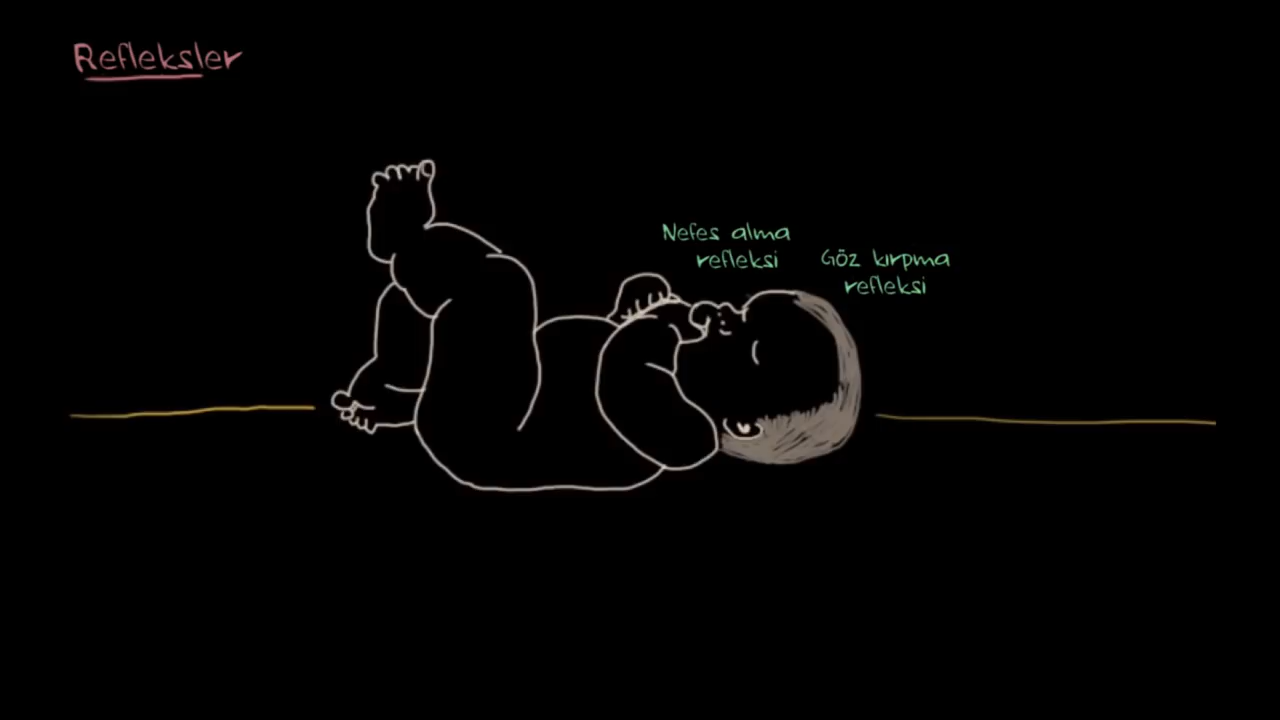 Refleksler
Nefes alma
refleksi
Göz kırpma
refleksi